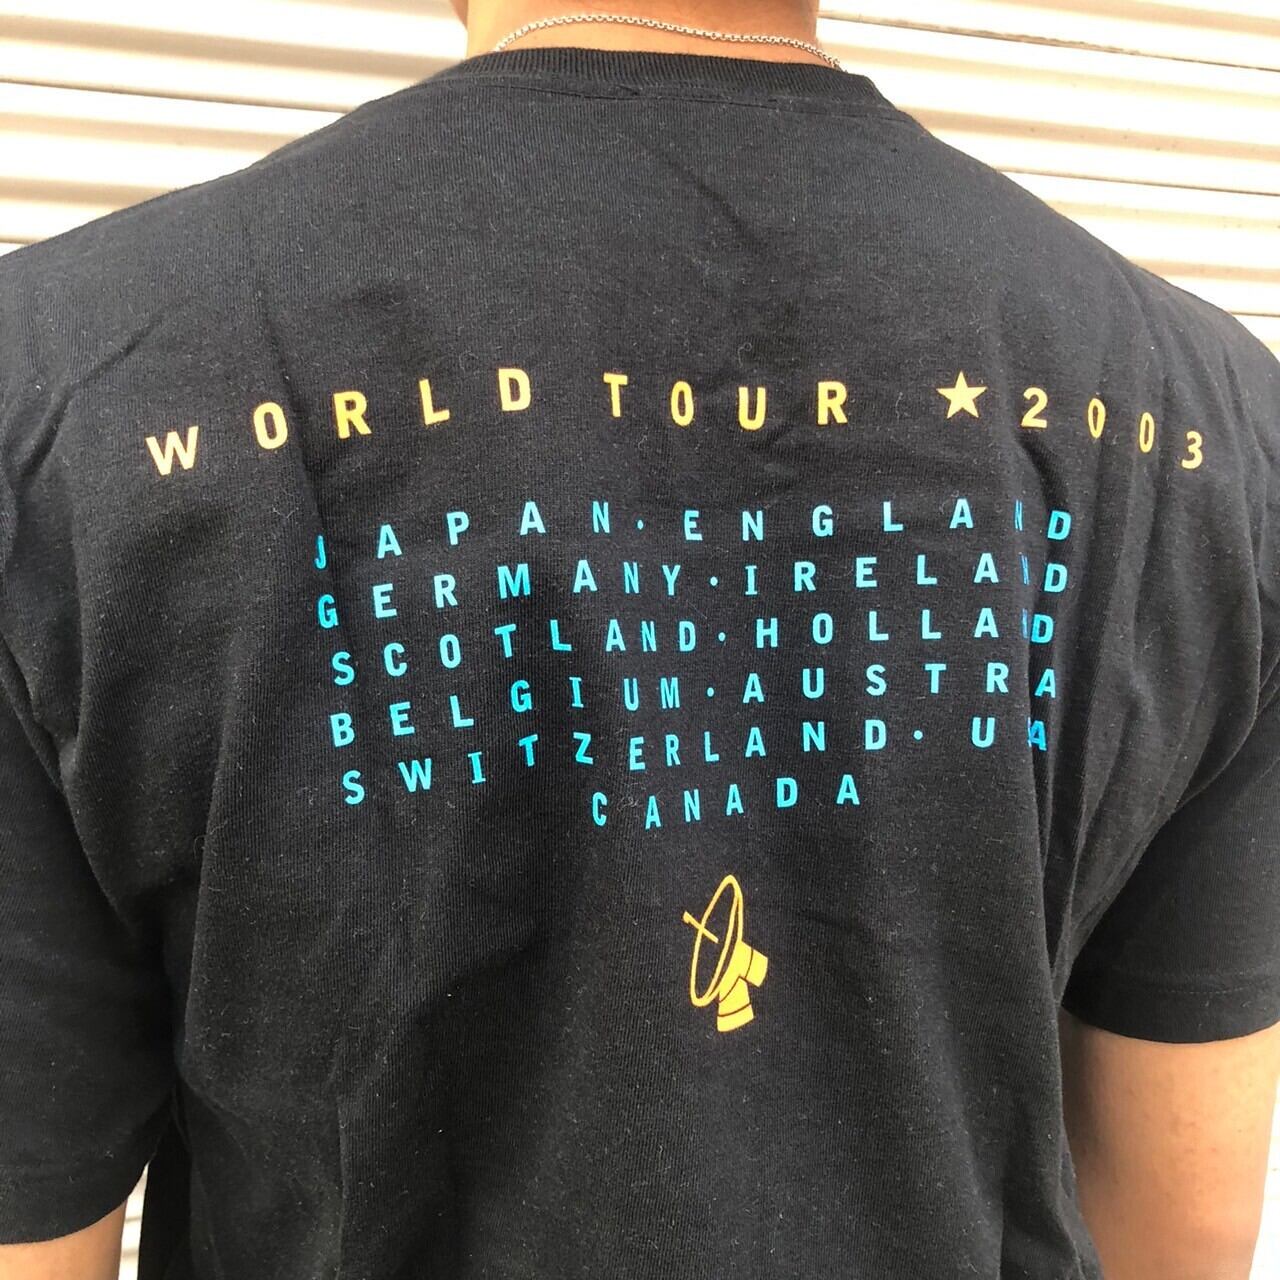 WORLD TOUR ★ 2003
JAPAN · ENGLAND
GERMANY · IRELAND
SCOTLAND · HOLLAND
BELGIUM · AUSTRA
SWITZERLAND · U A
CANADA